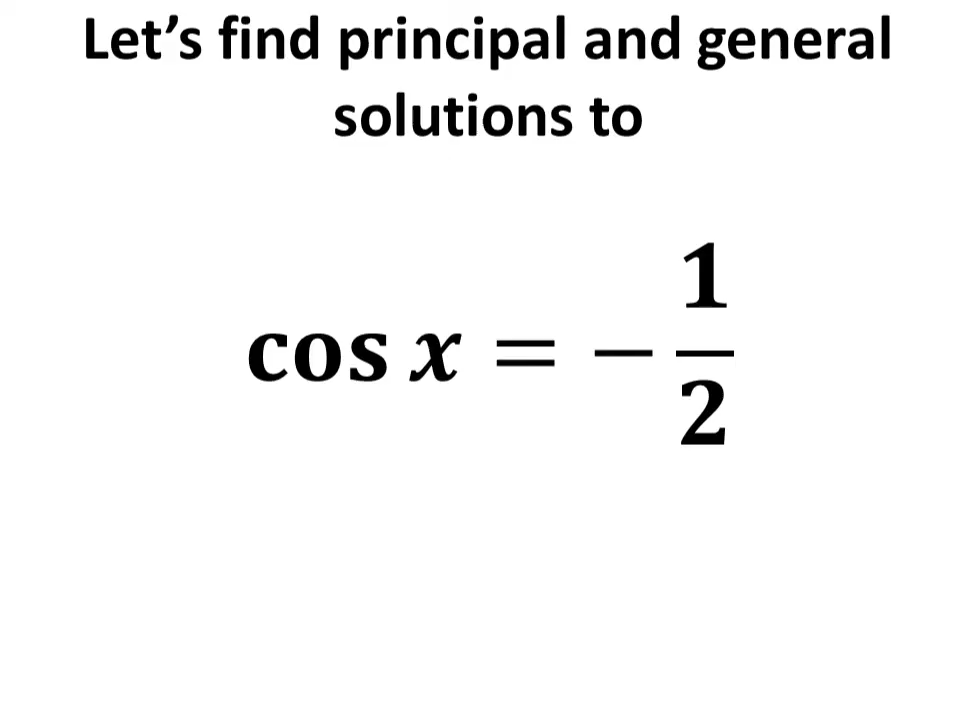 Let’s find principal and general
solutions to
cos x = − 1/2